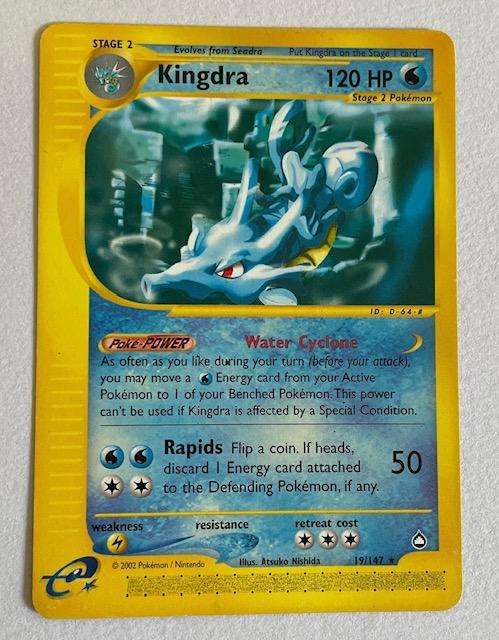 STAGE 2
Evolves from Seadra
Put Kingdra on the Stage 1 card
Kingdra
120 HP
Stage 2 Pokémon
ID: D-64-#
Poké-POWER
Water Cyclone
As often as you like during your turn (before your attack),
you may move a Energy card from your Active
Pokémon to 1 of your Benched Pokémon. This power
can't be used if Kingdra is affected by a Special Condition.
Rapids Flip a coin. If heads,
discard 1 Energy card attached
to the Defending Pokémon, if any.
50
weakness
resistance
retreat cost
© 2002 Pokémon / Nintendo
Illus. Atsuko Nishida
19/147 ★
e